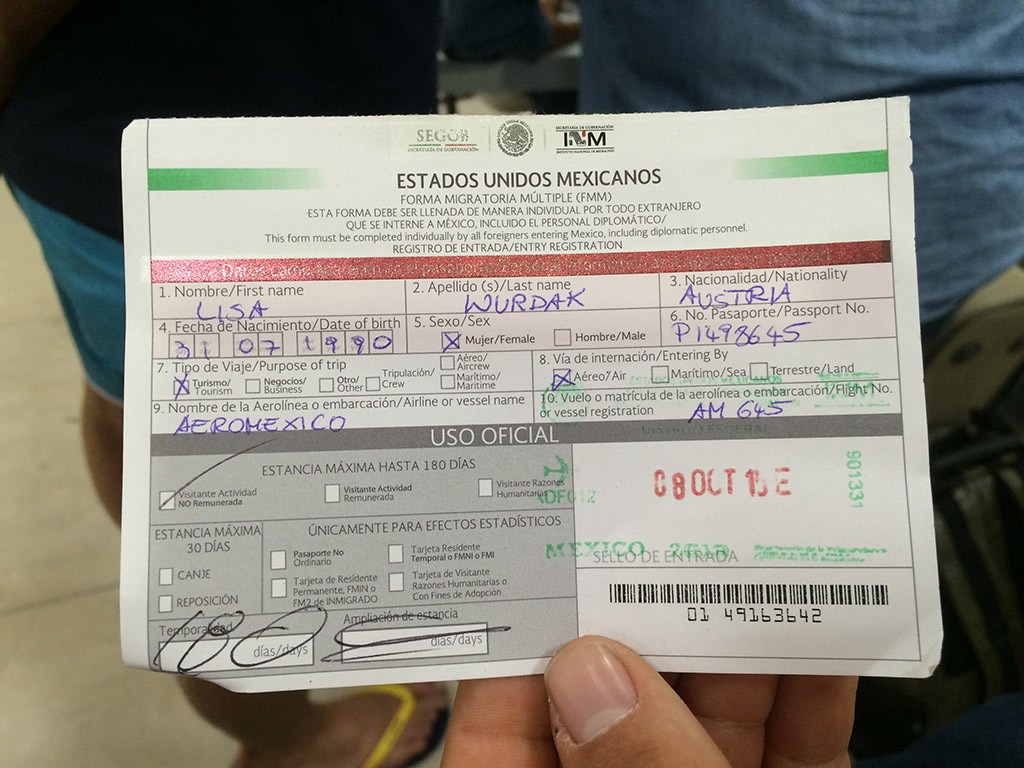 SEGOB
SECRETARÍA DE GOBERNACIÓN
SECRETARÍA DE GOBERNACIÓN
INM
INSTITUTO NACIONAL DE MIGRACIÓN
ESTADOS UNIDOS MEXICANOS
FORMA MIGRATORIA MÚLTIPLE (FMM)
ESTA FORMA DEBE SER LLENADA DE MANERA INDIVIDUAL POR TODO EXTRANJERO
QUE SE INTERNE A MÉXICO, INCLUIDO EL PERSONAL DIPLOMÁTICO/
This form must be completed individually by all foreigners entering Mexico, including diplomatic personnel.
REGISTRO DE ENTRADA/ENTRY REGISTRATION
1. Nombre/First name
LISA
2. Apellido (s)/Last name
WURDAK
3. Nacionalidad/Nationality
AUSTRIA
4. Fecha de Nacimiento/Date of birth
31 07 1990
5. Sexo/Sex
X Mujer/Female
Hombre/Male
6. No. Pasaporte/Passport No.
P1498645
7. Tipo de Viaje/Purpose of trip
X Turismo/Tourism
Negocios/Business
Otro/Other
Tripulación/Crew
Aéreo/Aircrew
Marítimo/Maritime
8. Vía de internación/Entering By
X Aéreo/Air
Marítimo/Sea
Terrestre/Land
9. Nombre de la Aerolínea o embarcación/Airline or vessel name
AEROMEXICO
10. Vuelo o matrícula de la aerolínea o embarcación/Flight No.
or vessel registration
AM 645
USO OFICIAL
ESTANCIA MÁXIMA HASTA 180 DÍAS
Visitante Actividad
NO Remunerada
Visitante Actividad
Remunerada
Visitante Razones
Humanitarias
08 OCT 15 E
901331
MEXICO
SELLO DE ENTRADA
ESTANCIA MÁXIMA
30 DÍAS
CANJE
REPOSICIÓN
ÚNICAMENTE PARA EFECTOS ESTADÍSTICOS
Pasaporte No
Ordinario
Tarjeta Residente
Temporal o FMNI o FMI
Tarjeta de Residente
Permanente, FMIN o
FM2 de INMIGRADO
Tarjeta de Visitante
Razones Humanitarias o
Con Fines de Adopción
Temporalidad
180 días/days
Ampliación de estancia
días/days
01 49163642